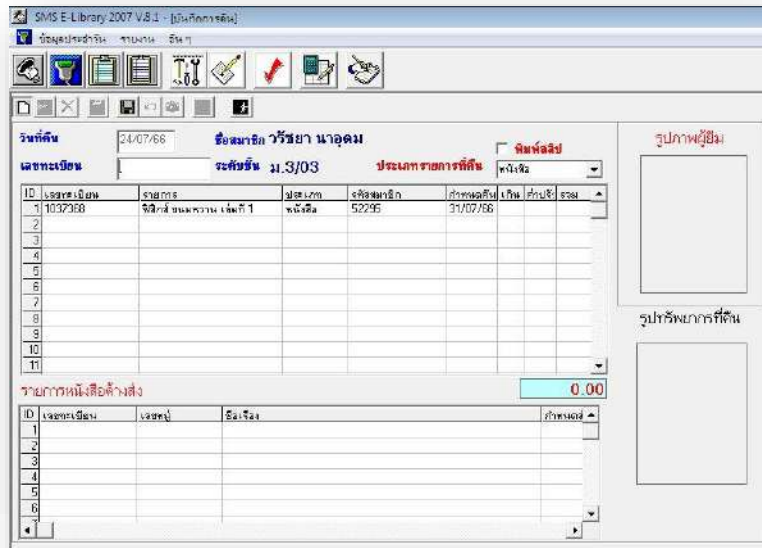 SMS E-Library 2007 V.8.1 - [บันทึกการคืน]
ข้อมูลประจำวัน รายงาน อื่นๆ
วันที่คืน 24/07/66 ชื่อสมาชิก วรัชยา นาอุดม
พิมพ์สลิป
รูปภาพผู้ยืม
เลขทะเบียน ระดับชั้น ม.3/03 ประเภทรายการที่คืน หนังสือ
ID เลขทะเบียน รายการ ประเภท รหัสสมาชิก กำหนดคืน เกิน ค่าปรับ รวม
1 1037368 ฟิสิกส์ ขนมหวาน เล่มที่ 1 หนังสือ 52295 31/07/66
2
3
4
5
6
7
8
9
10
11
รูปทรัพยากรที่คืน
รายการหนังสือค้างส่ง 0.00
ID เลขทะเบียน เลขหมู่ ชื่อเรื่อง กำหนดส่
1
2
3
4
5
6